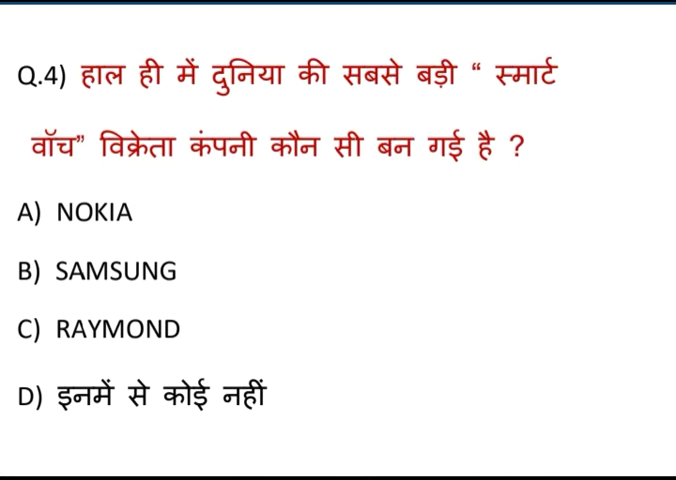 Q.4) हाल ही में दुनिया की सबसे बड़ी “ स्मार्ट
वॉच” विक्रेता कंपनी कौन सी बन गई है ?
A) NOKIA
B) SAMSUNG
C) RAYMOND
D) इनमें से कोई नहीं